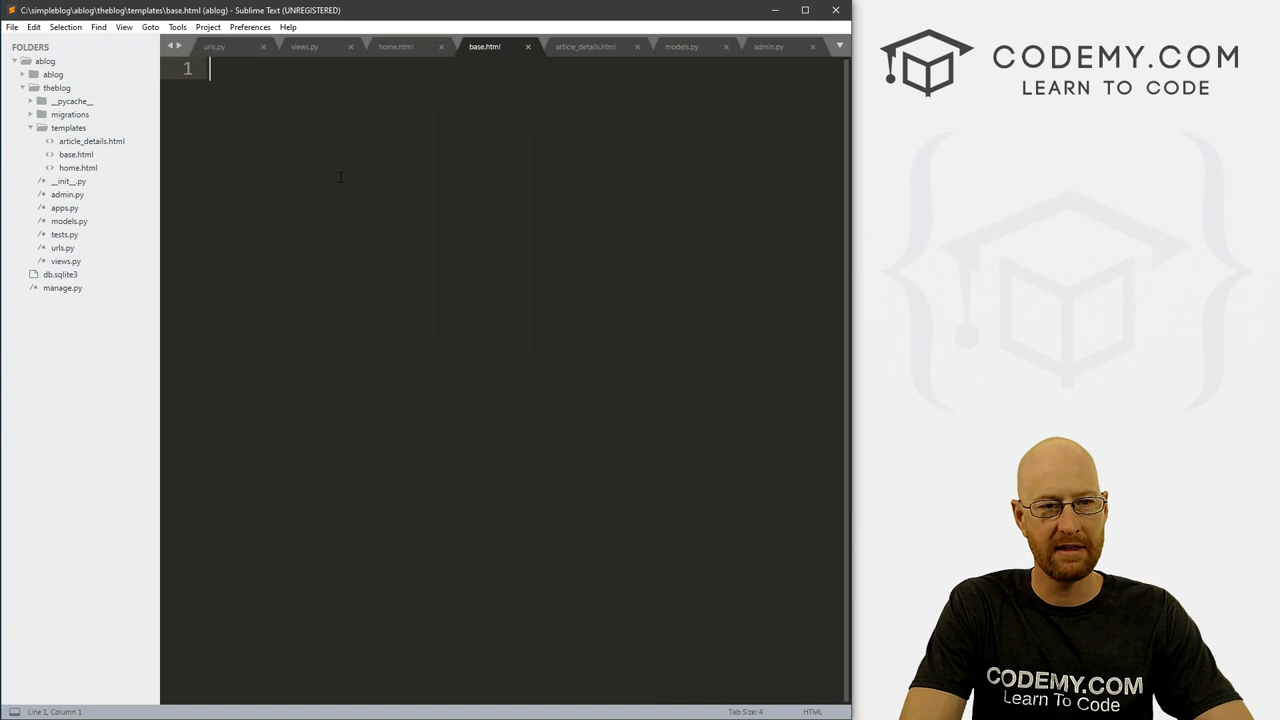 C:\simpleblog\ablog\theblog\templates\base.html (ablog) - Sublime Text (UNREGISTERED)
File Edit Selection Find View Goto Tools Project Preferences Help
FOLDERS
ablog
ablog
theblog
__pycache__
migrations
templates
article_details.html
base.html
home.html
__init__.py
admin.py
apps.py
models.py
tests.py
urls.py
views.py
db.sqlite3
manage.py
urls.py views.py home.html base.html article_details.html models.py admin.py
1
Line 1, Column 1 Tab Size: 4 HTML
CODEMY.COM
LEARN TO CODE
CODEMY.COM
Learn To Code